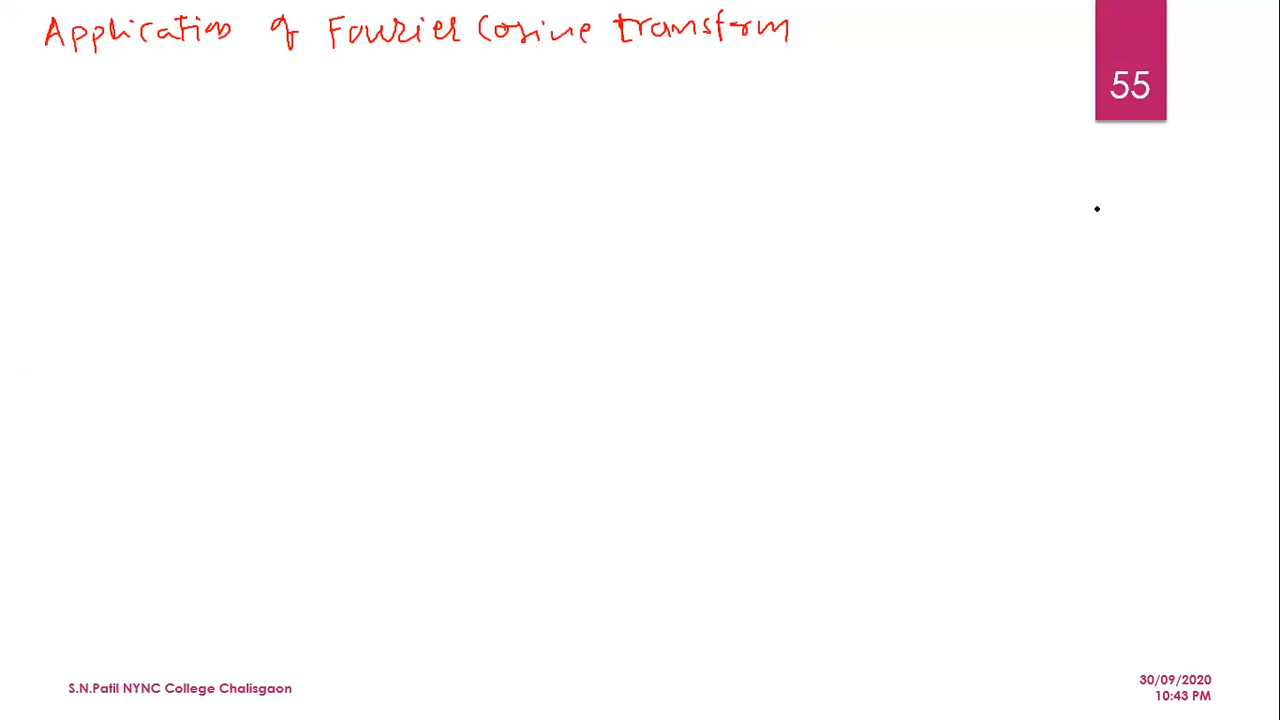 Application of Fourier Cosine transform
55
S.N.Patil NYNC College Chalisgaon
30/09/2020
10:43 PM